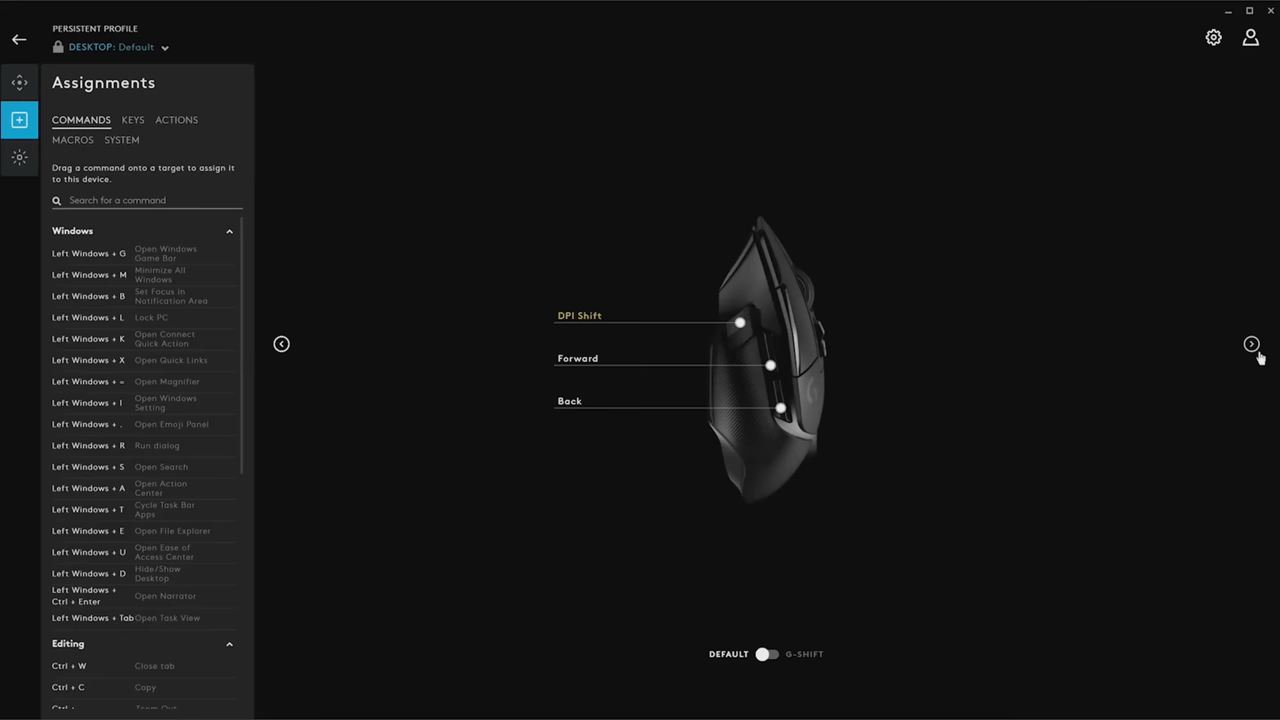 PERSISTENT PROFILE
DESKTOP: Default
Assignments
COMMANDS KEYS ACTIONS
MACROS SYSTEM
Drag a command onto a target to assign it
to this device.
Search for a command
Windows
Left Windows + G Open Windows
Game Bar
Left Windows + M Minimize All
Windows
Left Windows + B Set Focus in
Notification Area
Left Windows + L Lock PC
Left Windows + K Open Connect
Quick Action
Left Windows + X Open Quick Links
Left Windows + = Open Magnifier
Left Windows + I Open Windows
Setting
Left Windows + . Open Emoji Panel
Left Windows + R Run dialog
Left Windows + S Open Search
Left Windows + A Open Action
Center
Left Windows + T Cycle Task Bar
Apps
Left Windows + E Open File Explorer
Left Windows + U Open Ease of
Access Center
Left Windows + D Hide/Show
Desktop
Left Windows +
Ctrl + Enter Open Narrator
Left Windows + Tab Open Task View
Editing
Ctrl + W Close tab
Ctrl + C Copy
DPI Shift
Forward
Back
DEFAULT G-SHIFT